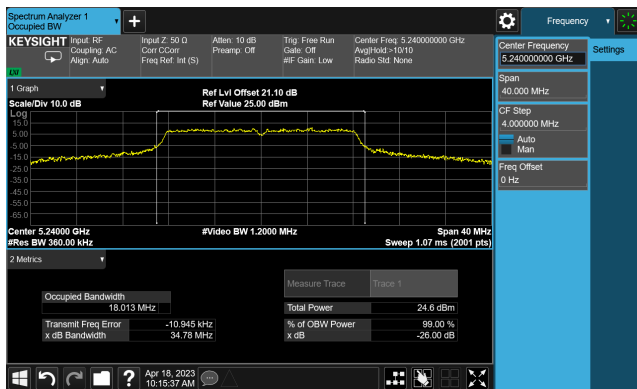 Spectrum Analyzer 1
Occupied BW
Frequency
KEYSIGHT
Input: RF
Coupling: AC
Align: Auto
Input Z: 50 Ω
Corr CCorr
Freq Ref: Int (S)
Atten: 10 dB
Preamp: Off
Trig: Free Run
Gate: Off
#IF Gain: Low
Center Freq: 5.240000000 GHz
Avg|Hold:>10/10
Radio Std: None
LXI
Center Frequency
5.240000000 GHz
Settings
Span
40.000 MHz
CF Step
4.000000 MHz
Auto
Man
Freq Offset
0 Hz
1 Graph
Scale/Div 10.0 dB
Ref Lvl Offset 21.10 dB
Ref Value 25.00 dBm
Log
15.0
5.00
-5.00
-15.0
-25.0
-35.0
-45.0
-55.0
-65.0
Center 5.24000 GHz
#Res BW 360.00 kHz
#Video BW 1.2000 MHz
Span 40 MHz
Sweep 1.07 ms (2001 pts)
2 Metrics
Measure Trace
Trace 1
Occupied Bandwidth
18.013 MHz
Total Power
24.6 dBm
Transmit Freq Error
-10.945 kHz
% of OBW Power
99.00 %
x dB Bandwidth
34.78 MHz
x dB
-26.00 dB
?
Apr 18, 2023
10:15:37 AM